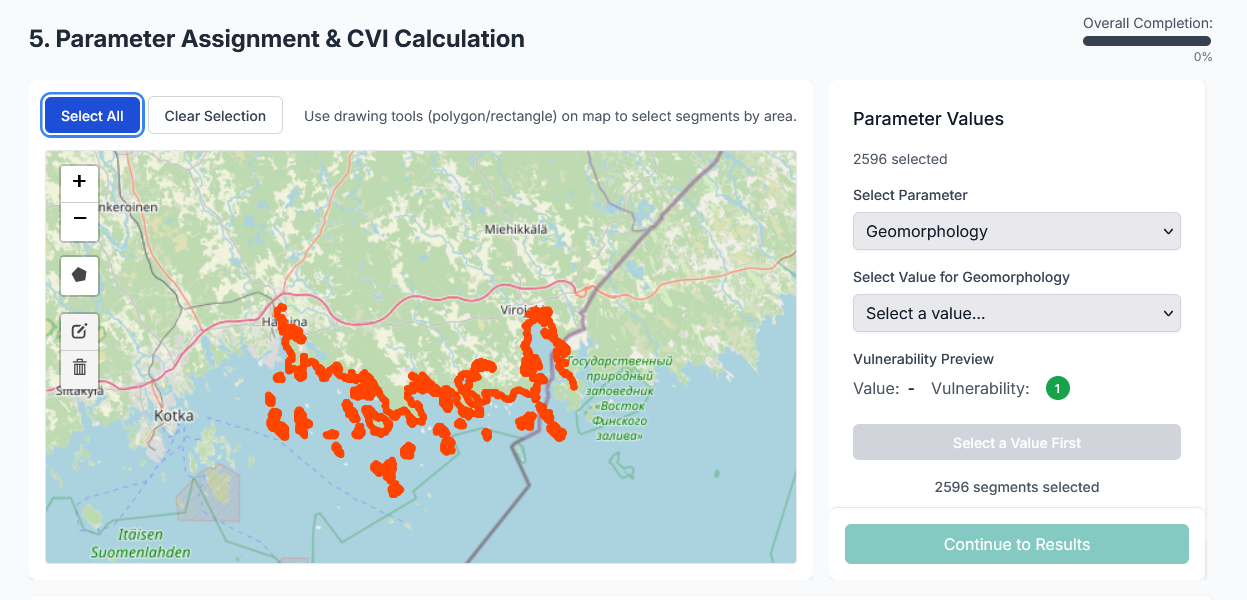 5. Parameter Assignment & CVI Calculation
Overall Completion:
0%
Select All
Clear Selection
Use drawing tools (polygon/rectangle) on map to select segments by area.
+
−
nkeroinen
Miehikkälä
Kotka
Государственный
природный
заповедник
«Восток
Финского
залива»
Itäisen
Suomenlahden
Parameter Values
2596 selected
Select Parameter
Geomorphology
Select Value for Geomorphology
Select a value...
Vulnerability Preview
Value: - Vulnerability: 1
Select a Value First
2596 segments selected
Continue to Results